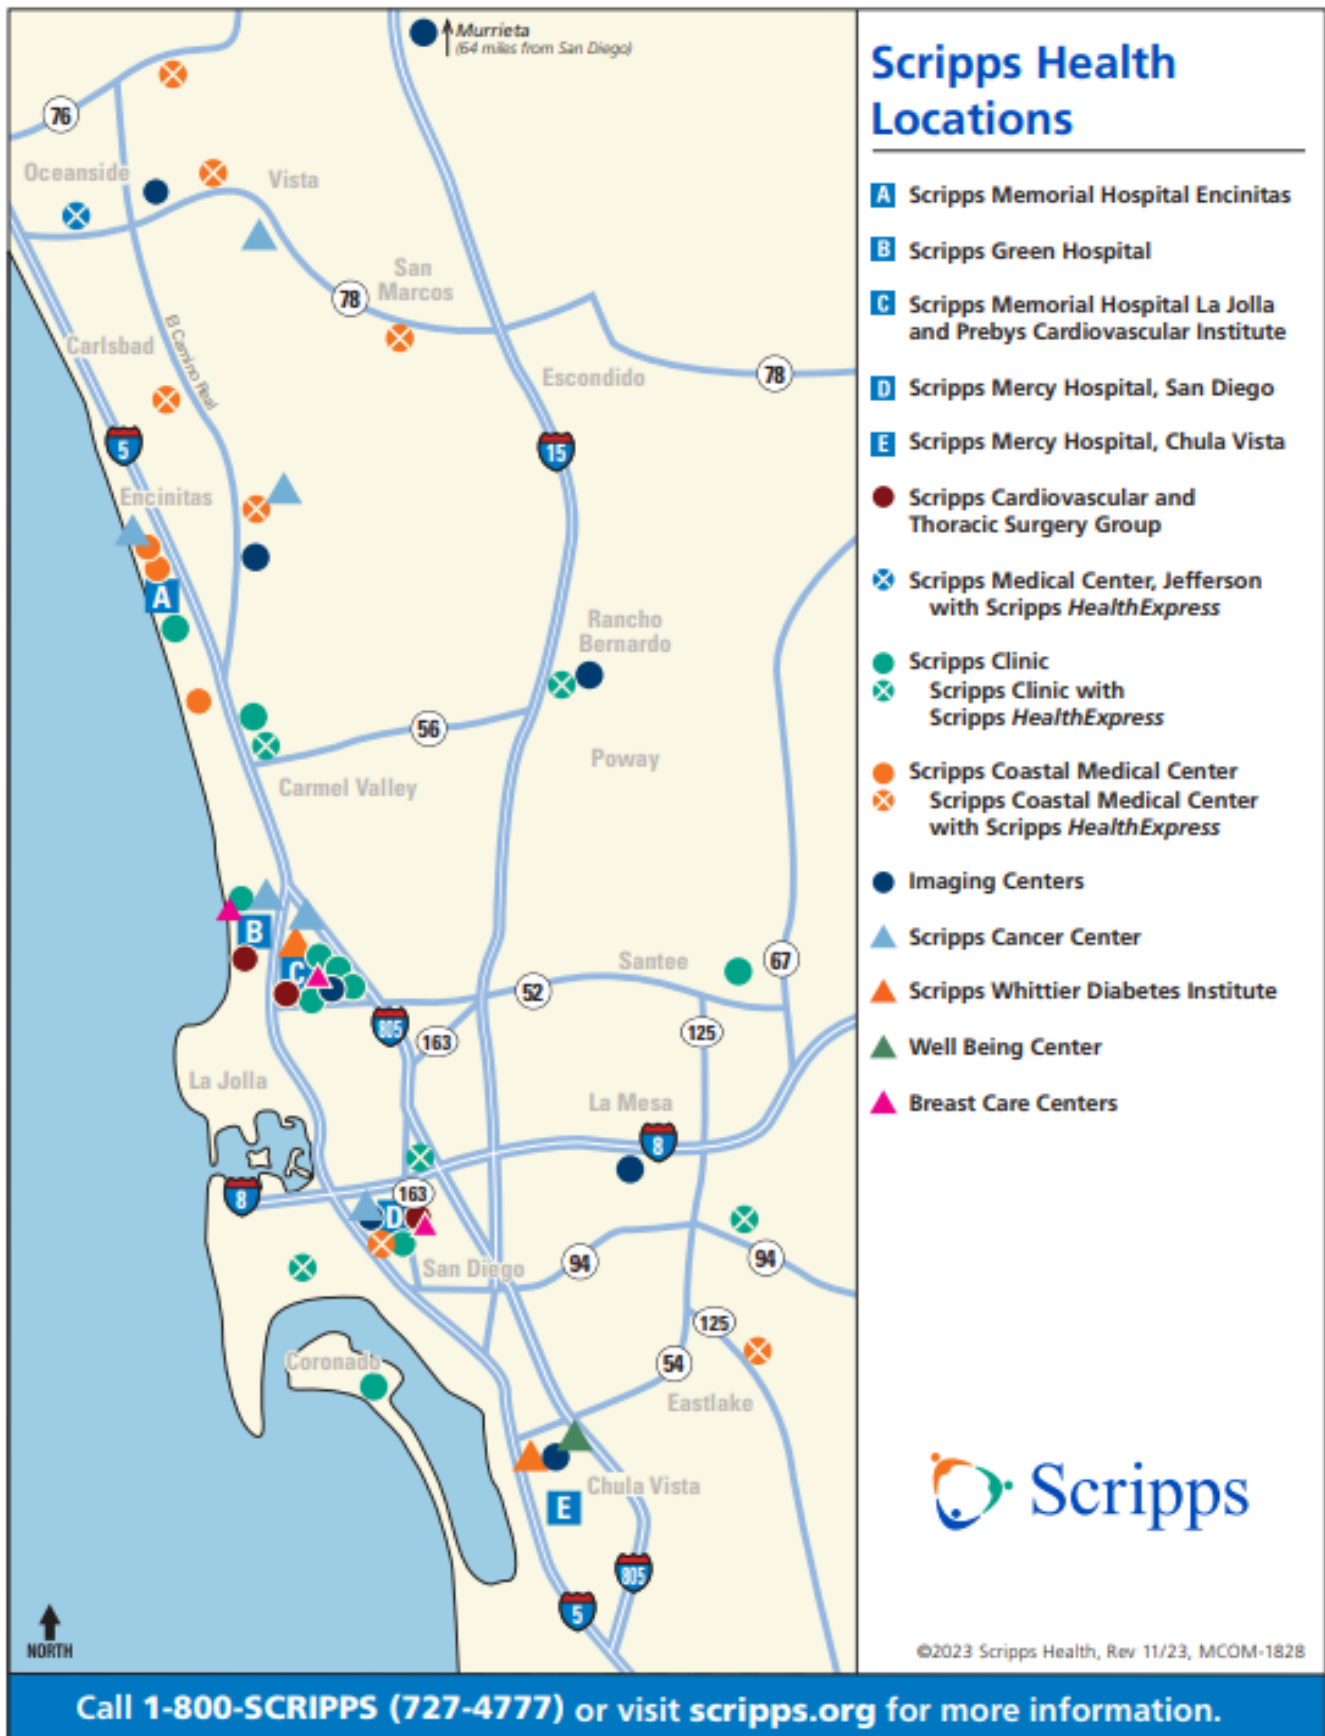 Murrieta
(64 miles from San Diego)
76
Oceanside
Vista
San
Marcos
78
Carlsbad
El Camino Real
Escondido
78
5
15
Encinitas
A
Rancho
Bernardo
56
Poway
Carmel Valley
B
C
Santee
67
52
805
163
125
La Jolla
La Mesa
8
8
163
D
San Diego
94
94
125
Coronado
54
Eastlake
Chula Vista
E
805
5
NORTH
Scripps Health
Locations
A Scripps Memorial Hospital Encinitas
B Scripps Green Hospital
C Scripps Memorial Hospital La Jolla
and Prebys Cardiovascular Institute
D Scripps Mercy Hospital, San Diego
E Scripps Mercy Hospital, Chula Vista
Scripps Cardiovascular and
Thoracic Surgery Group
Scripps Medical Center, Jefferson
with Scripps HealthExpress
Scripps Clinic
Scripps Clinic with
Scripps HealthExpress
Scripps Coastal Medical Center
Scripps Coastal Medical Center
with Scripps HealthExpress
Imaging Centers
Scripps Cancer Center
Scripps Whittier Diabetes Institute
Well Being Center
Breast Care Centers
Scripps
©2023 Scripps Health, Rev 11/23, MCOM-1828
Call 1-800-SCRIPPS (727-4777) or visit scripps.org for more information.